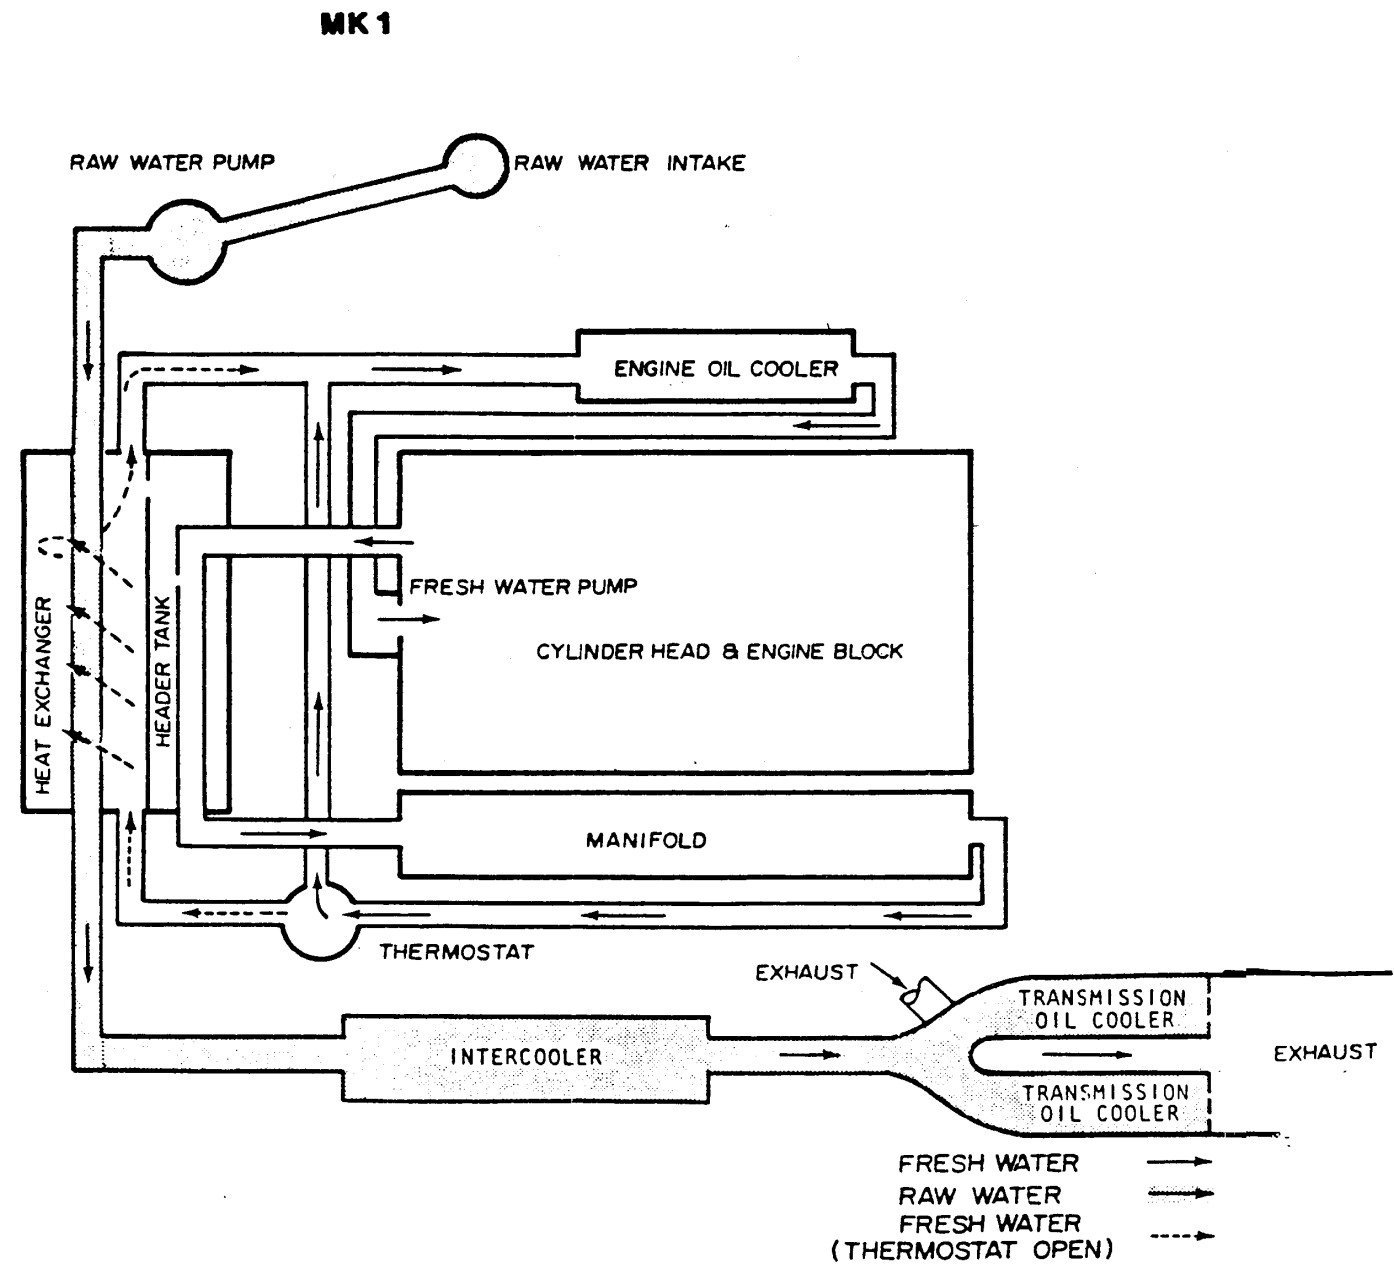 MK 1
RAW WATER PUMP
RAW WATER INTAKE
ENGINE OIL COOLER
FRESH WATER PUMP
CYLINDER HEAD & ENGINE BLOCK
HEAT EXCHANGER
HEADER TANK
MANIFOLD
THERMOSTAT
EXHAUST
TRANSMISSION
OIL COOLER
INTERCOOLER
EXHAUST
TRANSMISSION
OIL COOLER
FRESH WATER
RAW WATER
FRESH WATER
(THERMOSTAT OPEN)